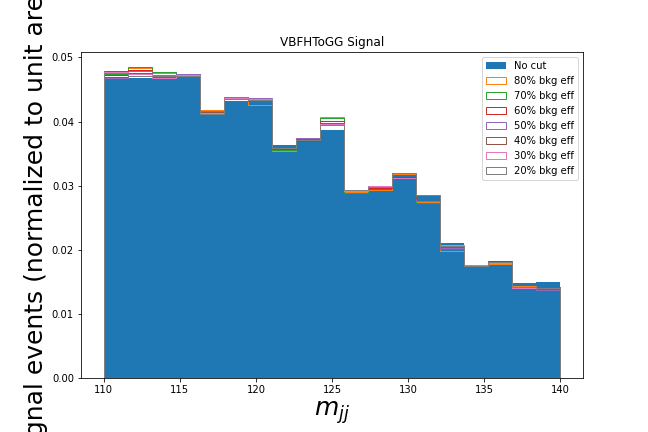 VBFHToGG Signal
gnal events (normalized to unit are
0.05
0.04
0.03
0.02
0.01
0.00
110 115 120 125 130 135 140
m_{jj}
No cut
80% bkg eff
70% bkg eff
60% bkg eff
50% bkg eff
40% bkg eff
30% bkg eff
20% bkg eff